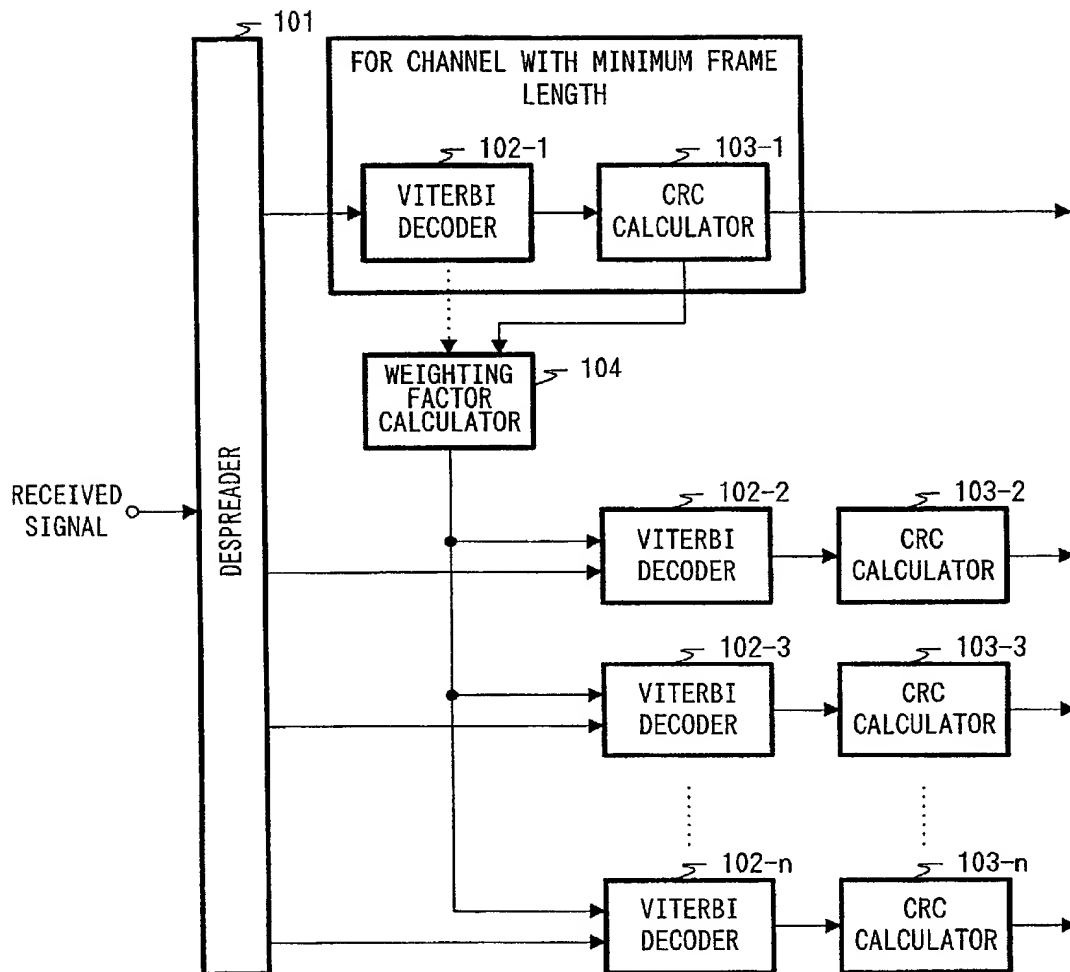 101
FOR CHANNEL WITH MINIMUM FRAME
LENGTH
102-1
103-1
VITERBI
DECODER
CRC
CALCULATOR
WEIGHTING
FACTOR
CALCULATOR
104
RECEIVED
SIGNAL
DESPREADER
102-2
103-2
VITERBI
DECODER
CRC
CALCULATOR
102-3
103-3
VITERBI
DECODER
CRC
CALCULATOR
102-n
103-n
VITERBI
DECODER
CRC
CALCULATOR